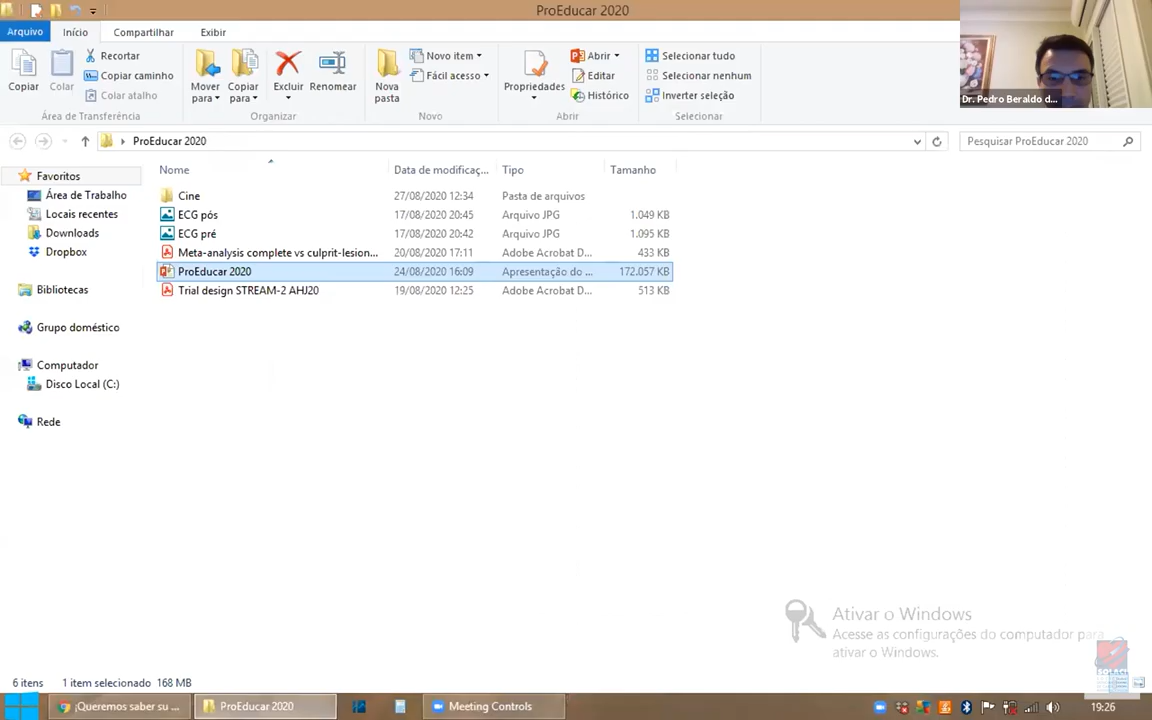 ProEducar 2020
Arquivo Início Compartilhar Exibir
Copiar
Colar
Recortar
Copiar caminho
Colar atalho
Área de Transferência
Mover para
Copiar para
Excluir
Renomear
Organizar
Nova pasta
Novo item
Fácil acesso
Novo
Propriedades
Abrir
Editar
Histórico
Abrir
Selecionar tudo
Selecionar nenhum
Inverter seleção
Selecionar
Dr. Pedro Beraldo d...
ProEducar 2020
Pesquisar ProEducar 2020
Favoritos
Área de Trabalho
Locais recentes
Downloads
Dropbox
Bibliotecas
Grupo doméstico
Computador
Disco Local (C:)
Rede
Nome Data de modificaç... Tipo Tamanho
Cine 27/08/2020 12:34 Pasta de arquivos
ECG pós 17/08/2020 20:45 Arquivo JPG 1.049 KB
ECG pré 17/08/2020 20:42 Arquivo JPG 1.095 KB
Meta-analysis complete vs culprit-lesion... 20/08/2020 17:11 Adobe Acrobat D... 433 KB
ProEducar 2020 24/08/2020 16:09 Apresentação do ... 172.057 KB
Trial design STREAM-2 AHJ20 19/08/2020 12:25 Adobe Acrobat D... 513 KB
Ativar o Windows
Acesse as configurações do computador para
ativar o Windows.
6 itens 1 item selecionado 168 MB
¡Queremos saber su ... ProEducar 2020 Meeting Controls 19:26